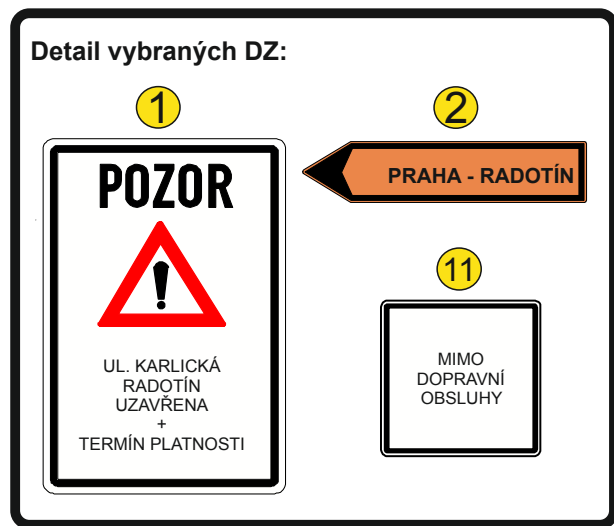 Detail vybraných DZ:
1
POZOR
!
UL. KARLICKÁ
RADOTÍN
UZAVŘENA
+
TERMÍN PLATNOSTI
2
PRAHA - RADOTÍN
11
MIMO
DOPRAVNÍ
OBSLUHY